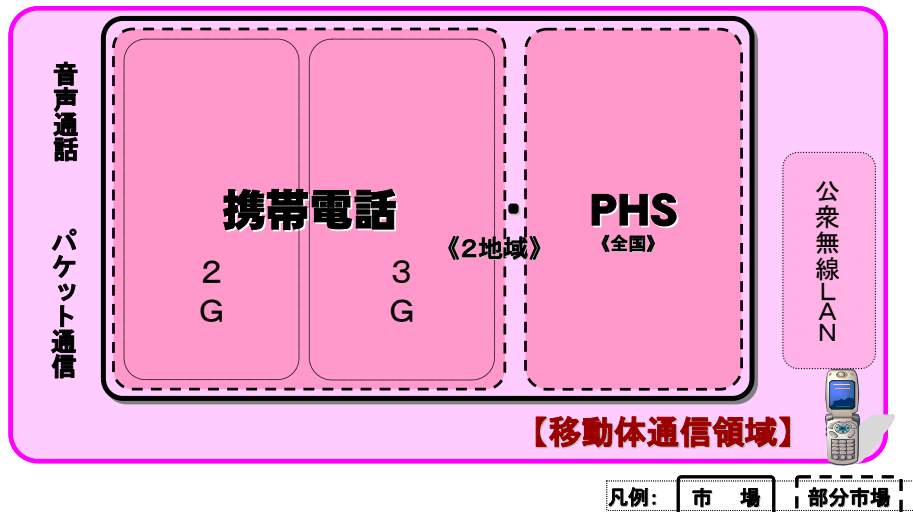 音声通話
パケット通信
携帯電話
・
PHS
《2地域》
《全国》
2G
3G
公衆無線LAN
【移動体通信領域】
凡例: 市 場 部分市場